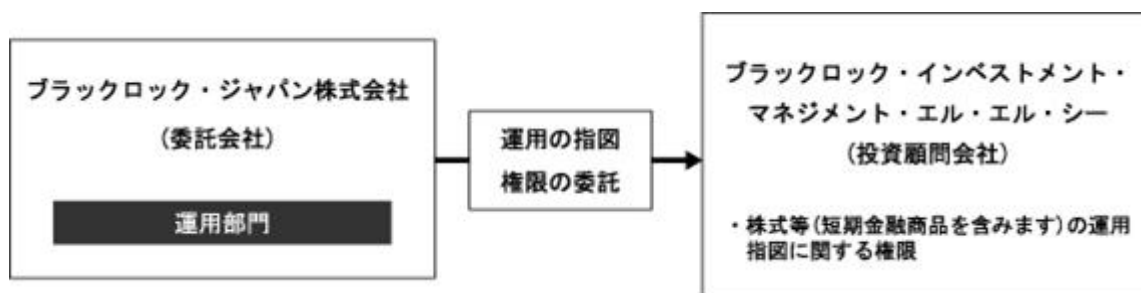 ブラックロック・ジャパン株式会社
(委託会社)
運用部門
運用の指図
権限の委託
ブラックロック・インベストメント・
マネジメント・エル・エル・シー
(投資顧問会社)
・株式等(短期金融商品を含みます)の運用
指図に関する権限